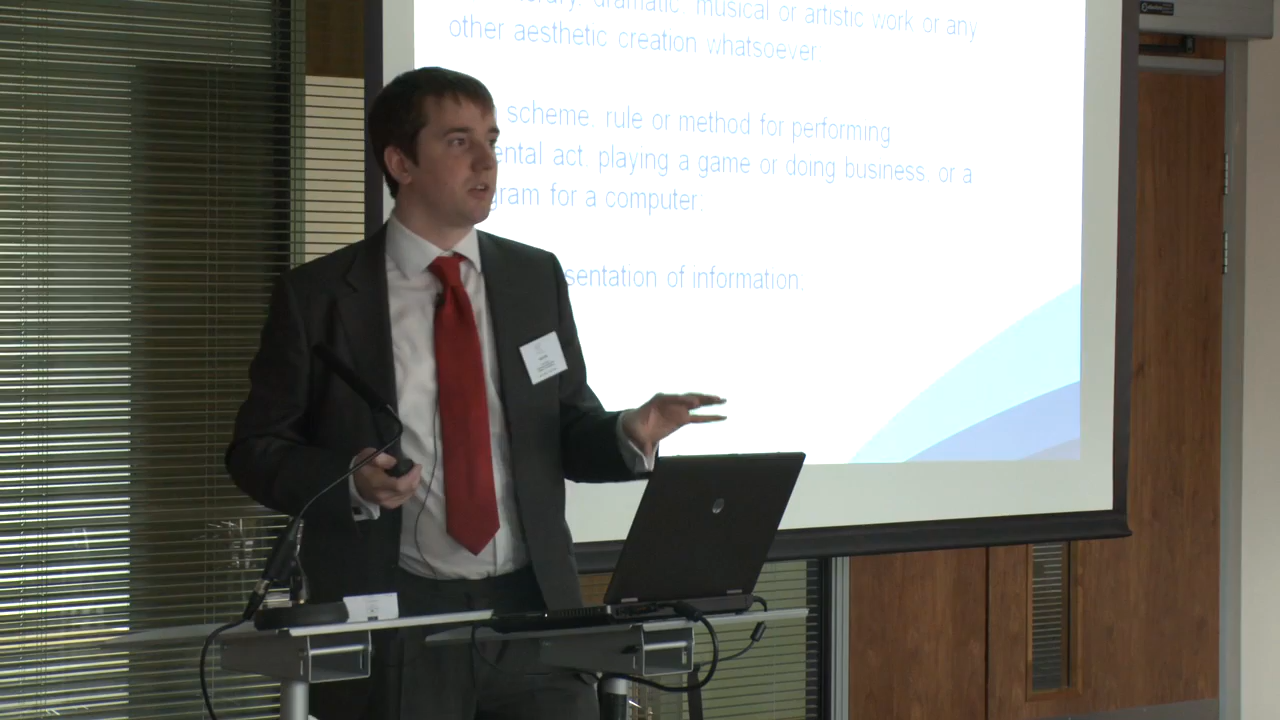 dramatic, musical or artistic work or any
other aesthetic creation whatsoever;
scheme, rule or method for performing
ental act, playing a game or doing business, or a
gram for a computer;
sentation of information.